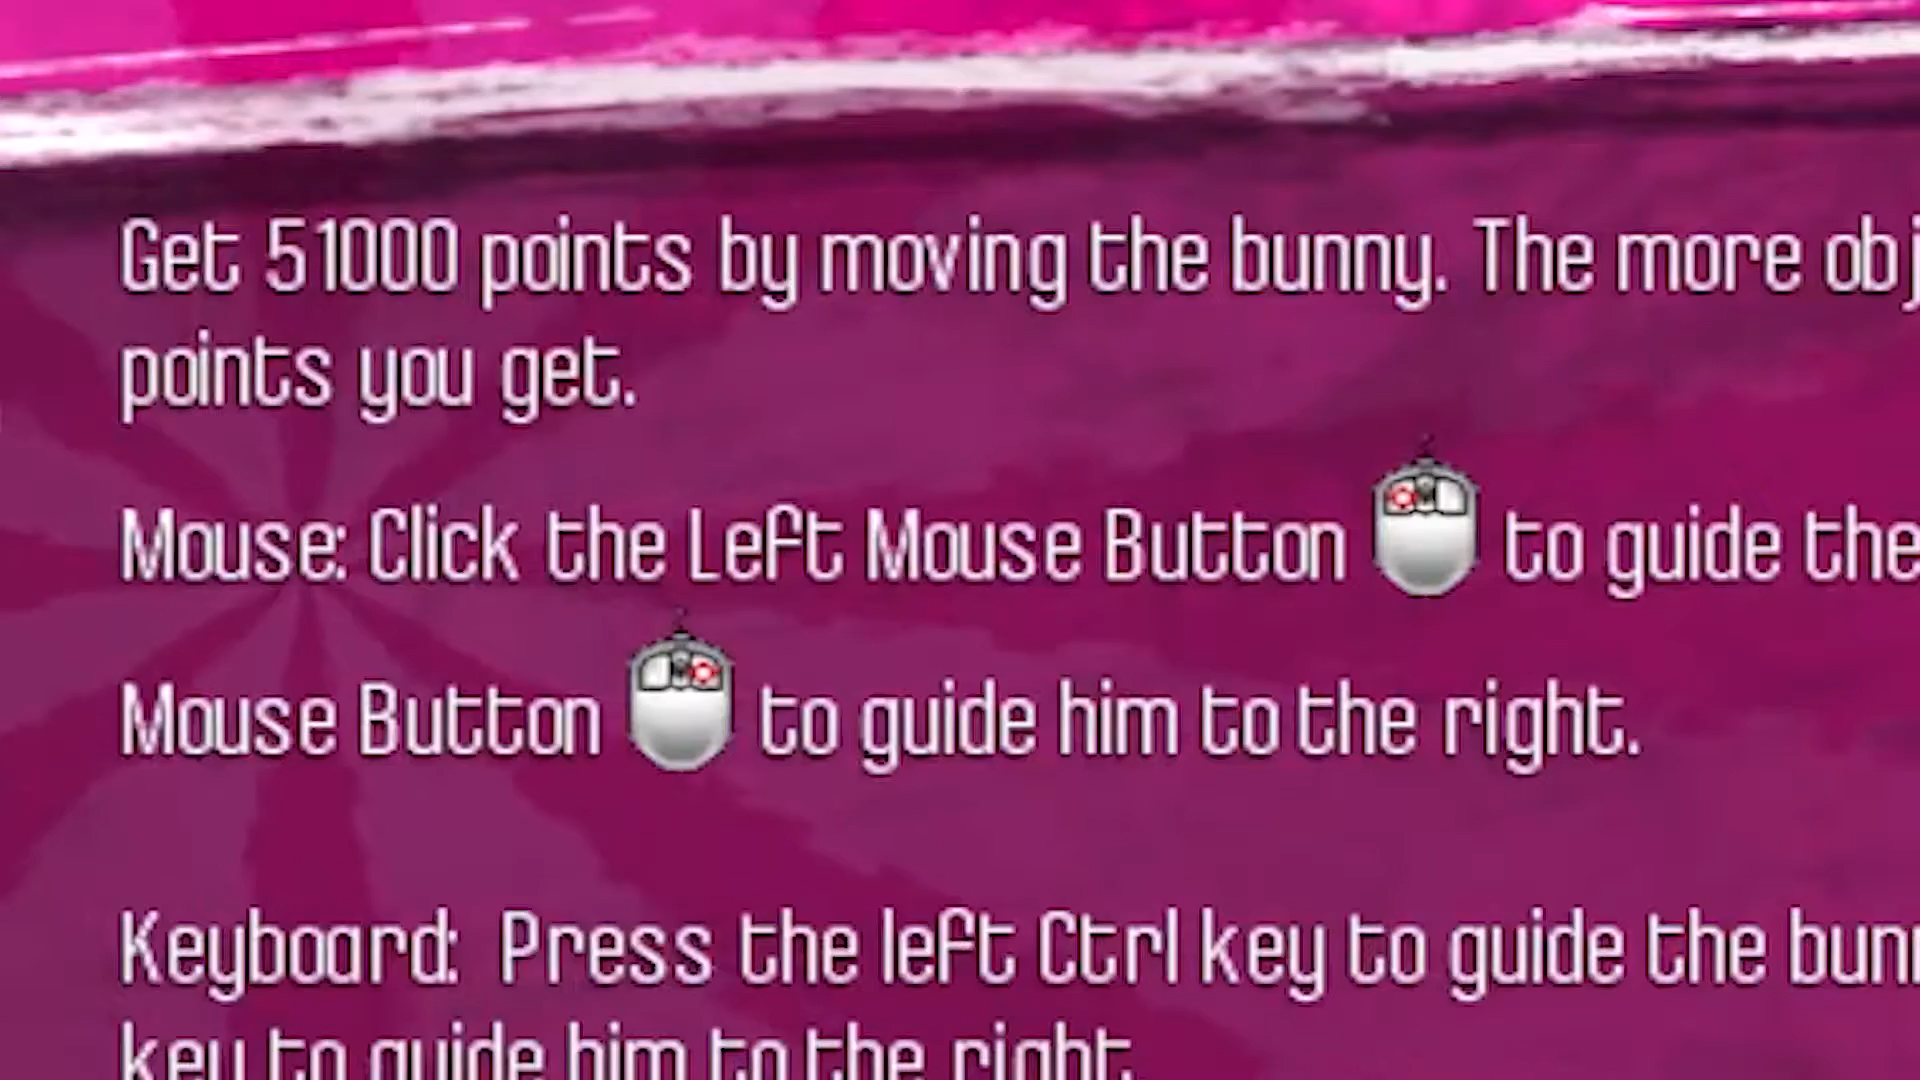 Get 51000 points by moving the bunny. The more obj
points you get.
Mouse: Click the Left Mouse Button to guide the
Mouse Button to guide him to the right.
Keyboard: Press the left Ctrl key to guide the bun
key to guide him to the right.